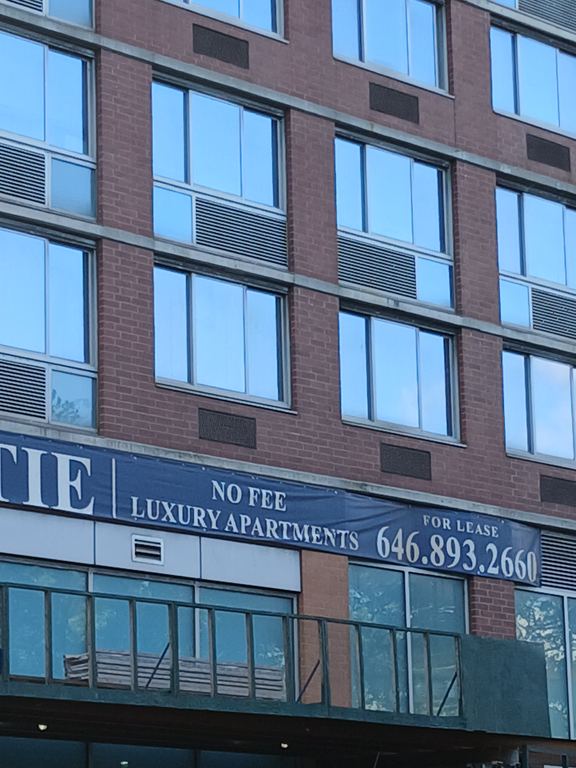 TIE
NO FEE
LUXURY APARTMENTS
FOR LEASE
646.893.2660